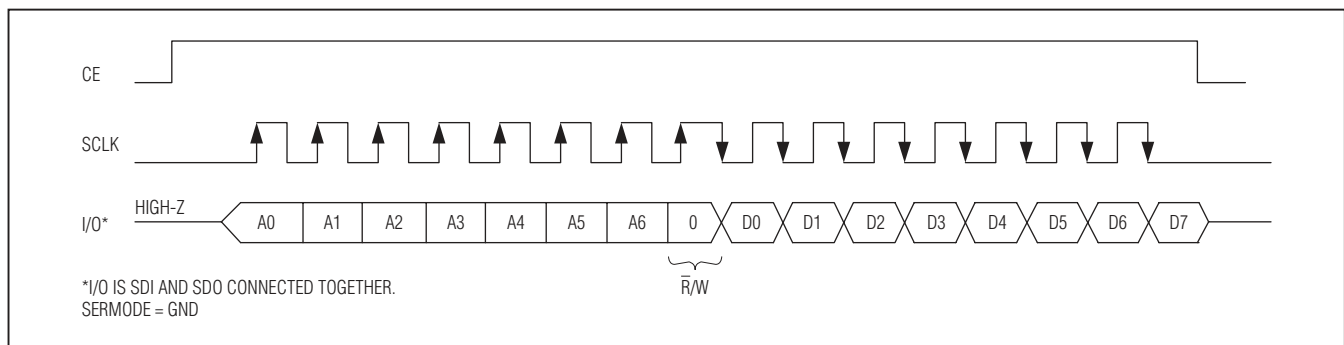 CE
SCLK
I/O* HIGH-Z A0 A1 A2 A3 A4 A5 A6 0 D0 D1 D2 D3 D4 D5 D6 D7
R̅/W
*I/O IS SDI AND SDO CONNECTED TOGETHER.
SERMODE = GND